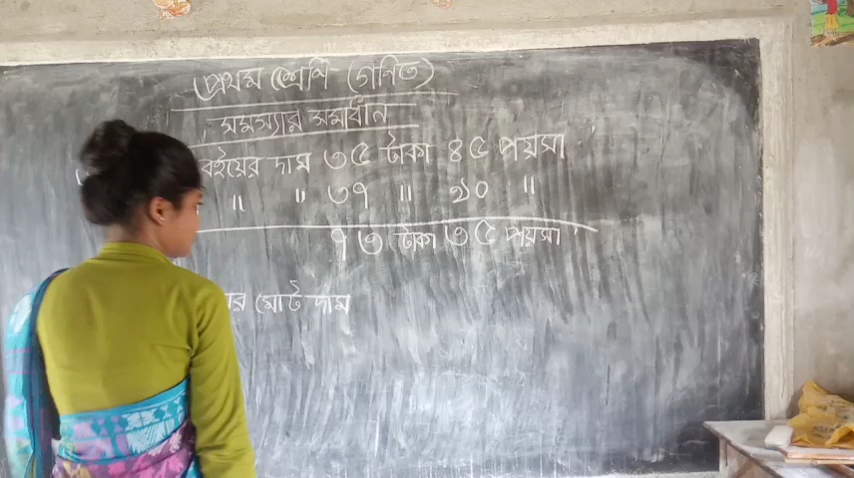 প্রথম শ্রেণি (গণিত)
সমস্যার সমাধান
বইয়ের দাম ৩৫ টাকা ৪৫ পয়সা
" " ৩৭ " ৯০ "
৭৩ টাকা ৩৫ পয়সা
মোট দাম